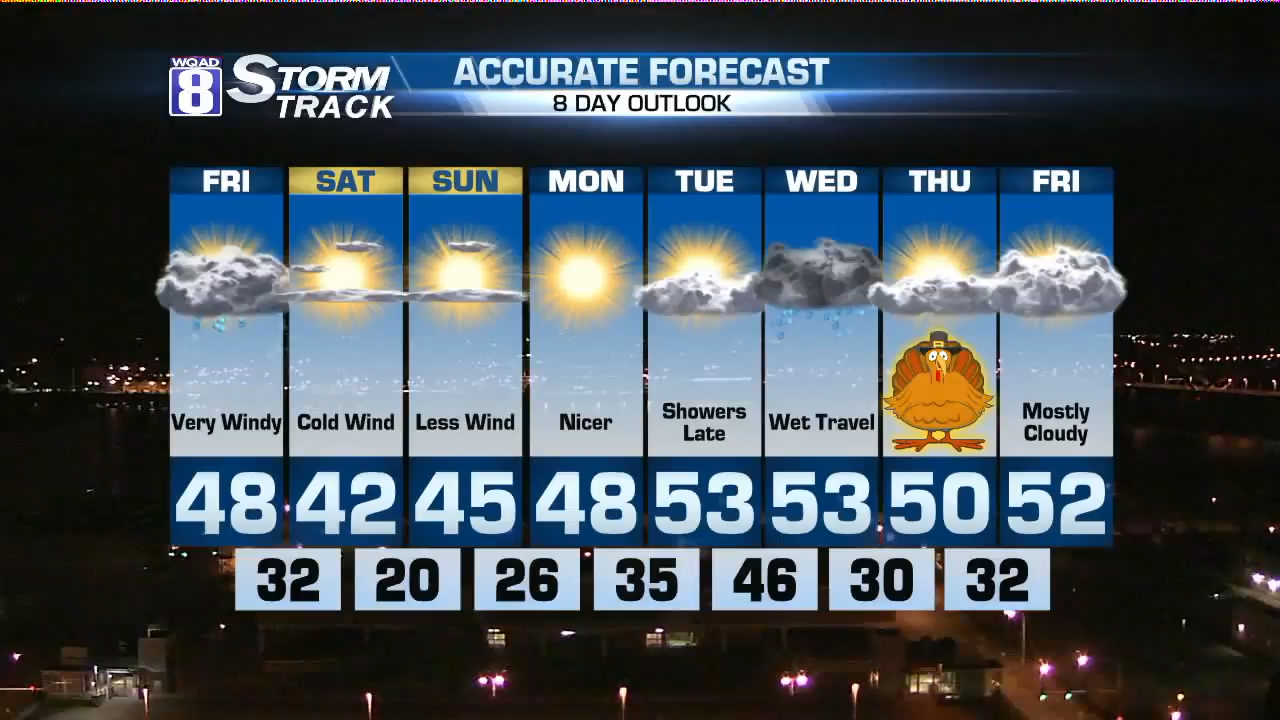 WQAD
8
STORM
TRACK
ACCURATE FORECAST
8 DAY OUTLOOK
FRI SAT SUN MON TUE WED THU FRI
Very Windy Cold Wind Less Wind Nicer Showers Late Wet Travel Mostly Cloudy
48 42 45 48 53 53 50 52
32 20 26 35 46 30 32